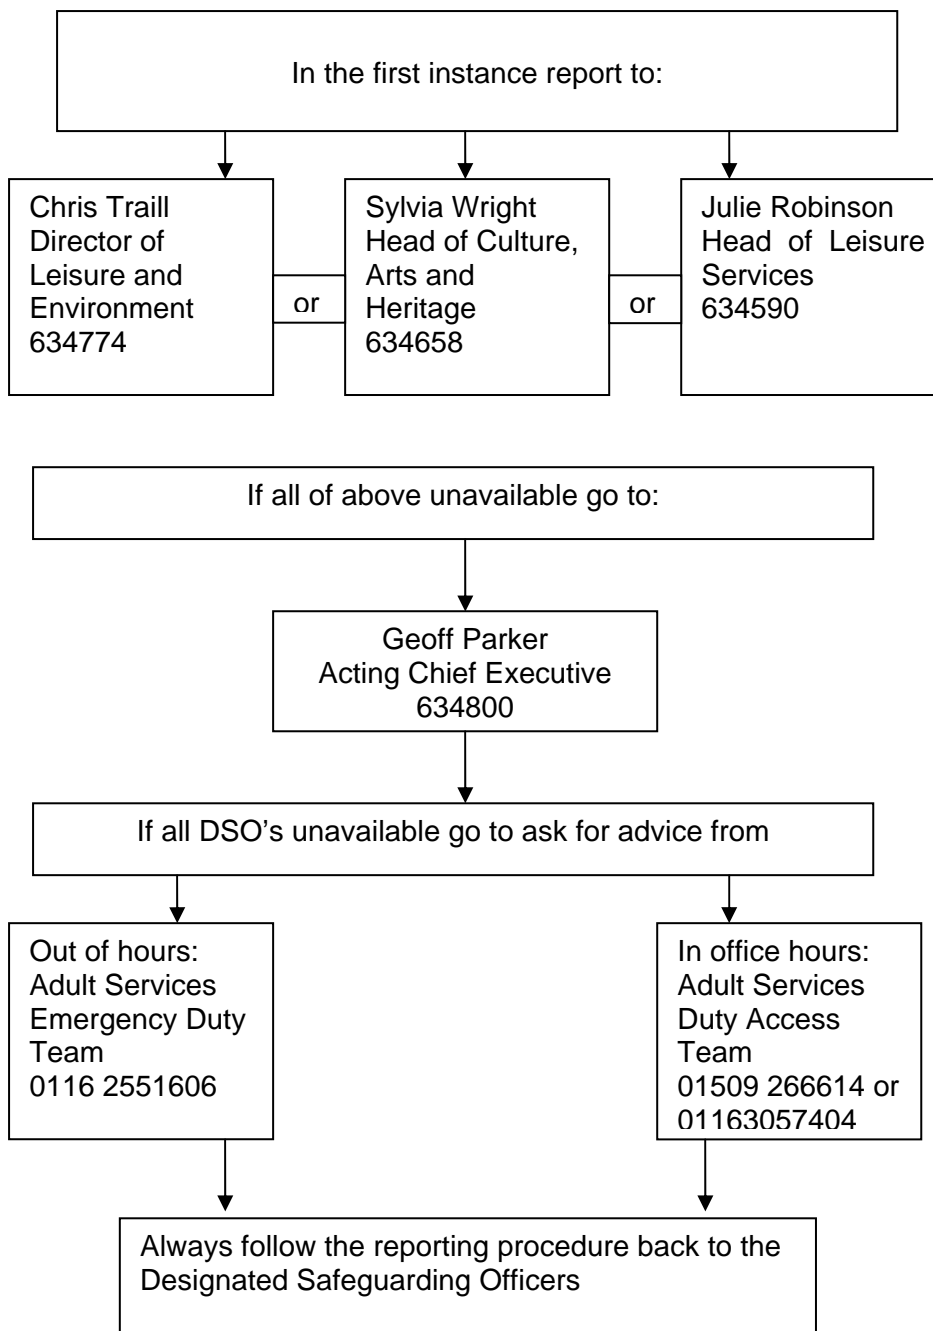 In the first instance report to:
Chris Traill
Director of
Leisure and
Environment
634774
or
Sylvia Wright
Head of Culture,
Arts and
Heritage
634658
or
Julie Robinson
Head of Leisure
Services
634590
If all of above unavailable go to:
Geoff Parker
Acting Chief Executive
634800
If all DSO's unavailable go to ask for advice from
Out of hours:
Adult Services
Emergency Duty
Team
0116 2551606
In office hours:
Adult Services
Duty Access
Team
01509 266614 or
01163057404
Always follow the reporting procedure back to the
Designated Safeguarding Officers